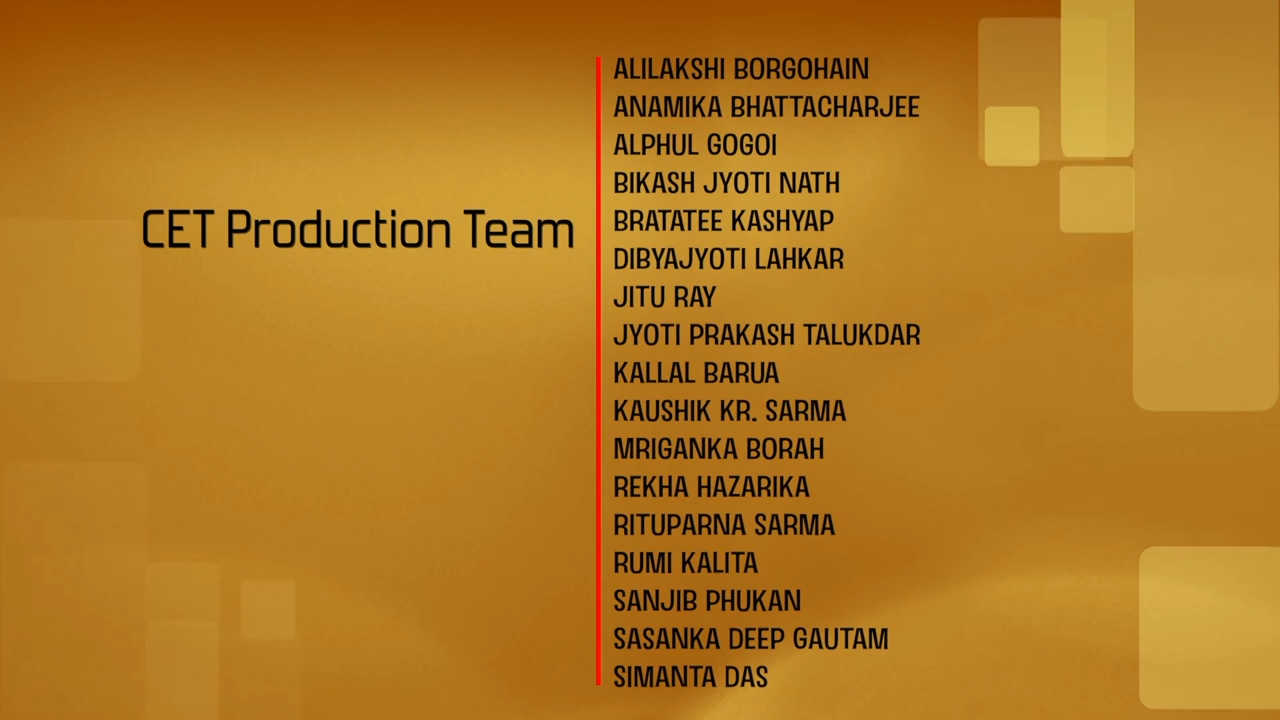 CET Production Team
ALILAKSHI BORGOHAIN
ANAMIKA BHATTACHARJEE
ALPHUL GOGOI
BIKASH JYOTI NATH
BRATATEE KASHYAP
DIBYAJYOTI LAHKAR
JITU RAY
JYOTI PRAKASH TALUKDAR
KALLAL BARUA
KAUSHIK KR. SARMA
MRIGANKA BORAH
REKHA HAZARIKA
RITUPARNA SARMA
RUMI KALITA
SANJIB PHUKAN
SASANKA DEEP GAUTAM
SIMANTA DAS